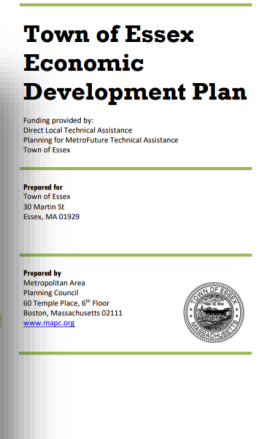 Town of Essex
Economic
Development Plan
Funding provided by:
Direct Local Technical Assistance
Planning for MetroFuture Technical Assistance
Town of Essex
Prepared for
Town of Essex
30 Martin St
Essex, MA 01929
Prepared by
Metropolitan Area
Planning Council
60 Temple Place, 6th Floor
Boston, Massachusetts 02111
www.mapc.org
TOWN OF ESSEX
MASSACHUSETTS